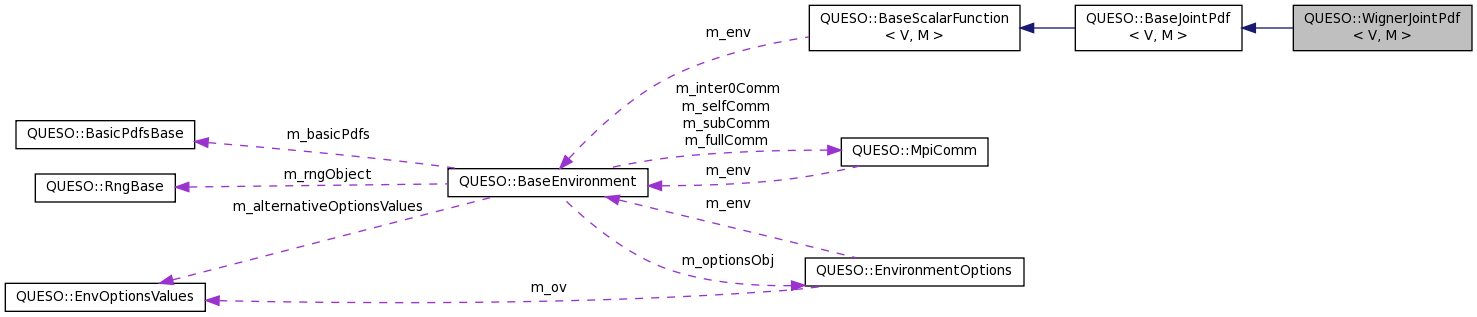 QUESO::BaseScalarFunction
< V, M >
QUESO::BaseJointPdf
< V, M >
QUESO::WignerJointPdf
< V, M >
m_env
m_inter0Comm
m_selfComm
m_subComm
m_fullComm
QUESO::BasicPdfsBase
m_basicPdfs
QUESO::MpiComm
m_env
QUESO::RngBase
m_rngObject
QUESO::BaseEnvironment
m_alternativeOptionsValues
m_env
m_optionsObj
QUESO::EnvironmentOptions
QUESO::EnvOptionsValues
m_ov